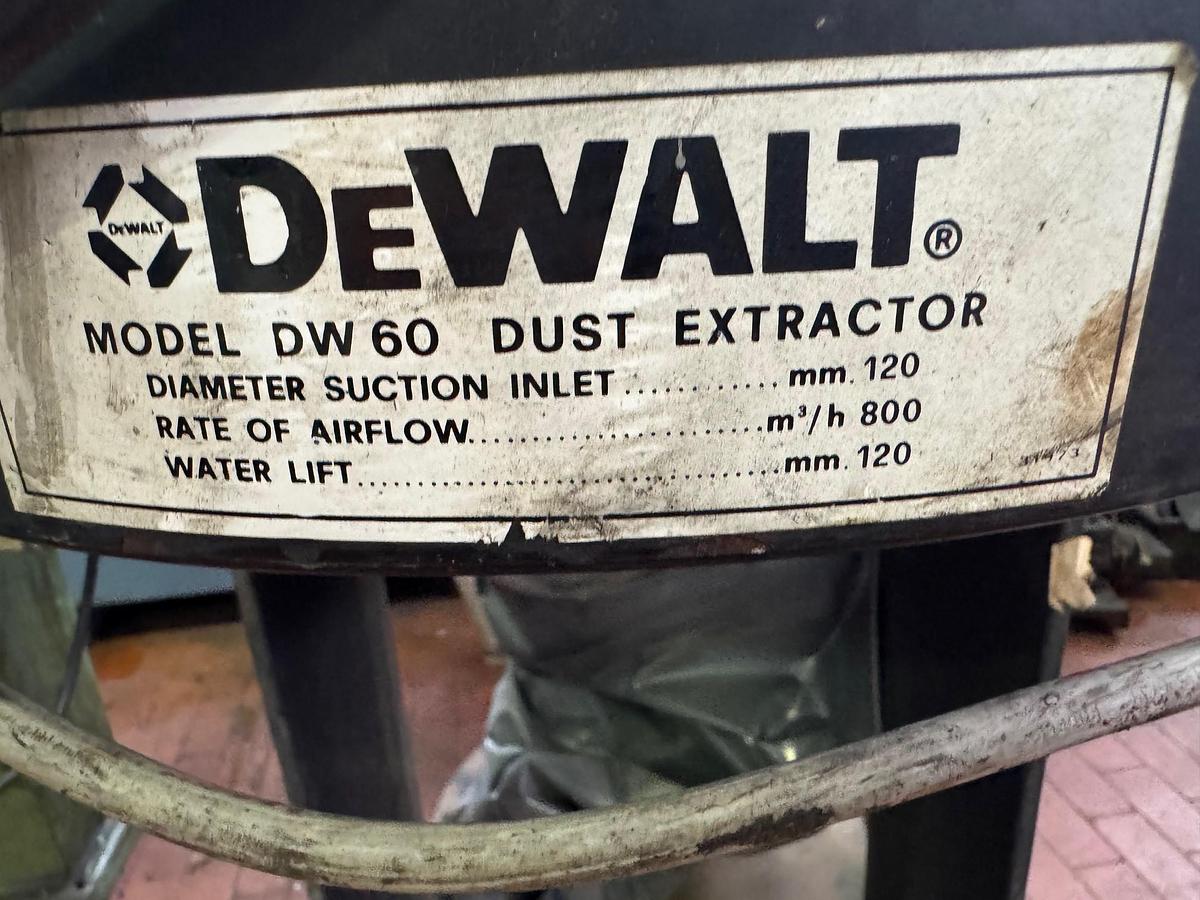 DEWALT
DEWALT®
MODEL DW 60 DUST EXTRACTOR
DIAMETER SUCTION INLET............mm. 120
RATE OF AIRFLOW........................m³/h 800
WATER LIFT.................................mm. 120